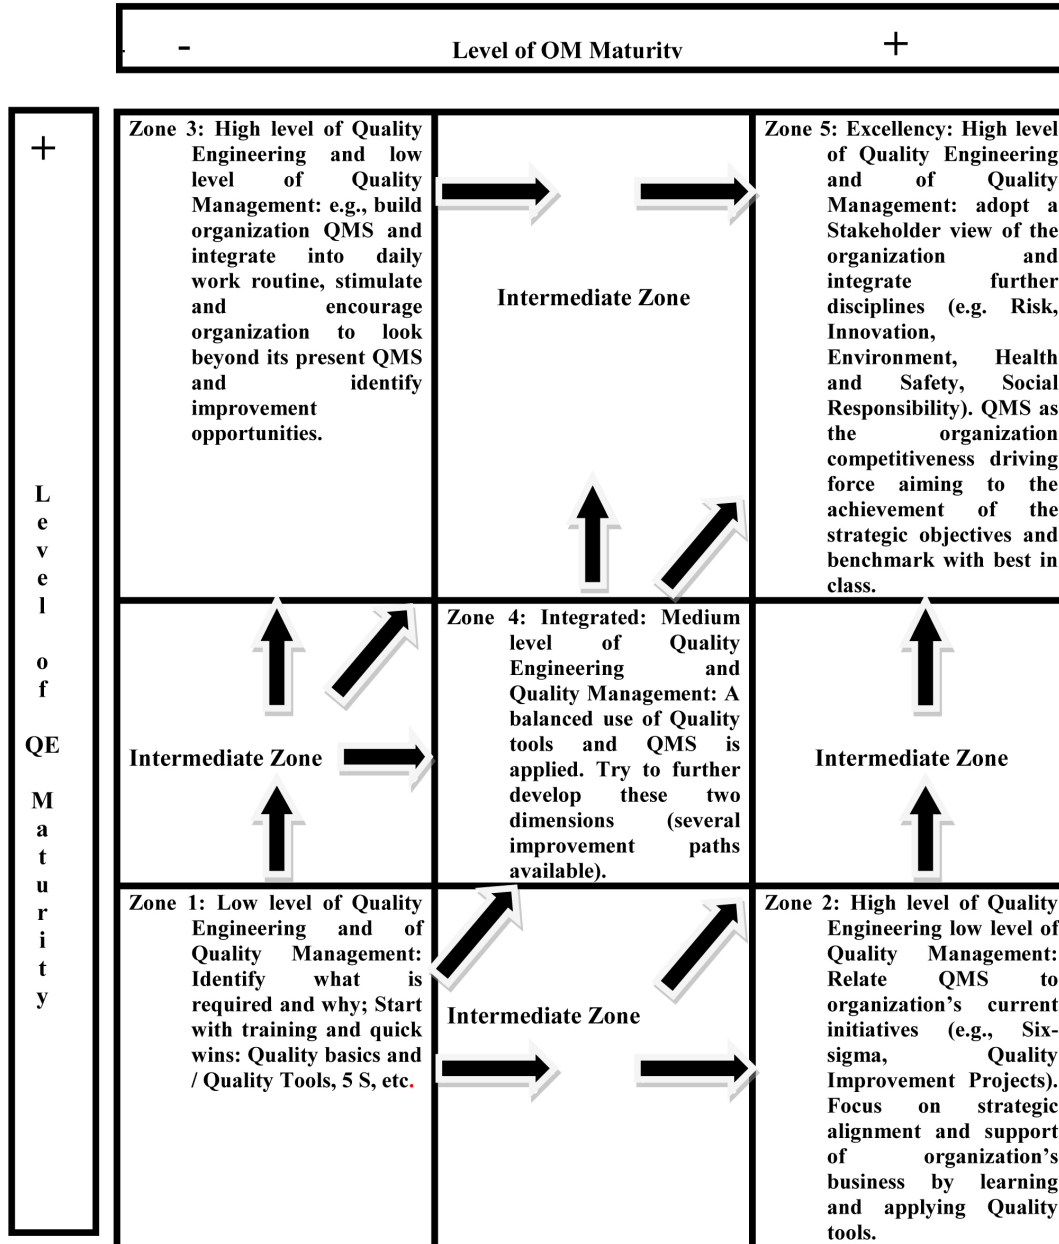 - Level of OM Maturity +
+
Level of QE Maturity
Zone 3: High level of Quality
Engineering and low
level of Quality
Management: e.g., build
organization QMS and
integrate into daily
work routine, stimulate
and encourage
organization to look
beyond its present QMS
and identify
improvement
opportunities.
Intermediate Zone
Zone 5: Excellency: High level
of Quality Engineering
and of Quality
Management: adopt a
Stakeholder view of the
organization and
integrate further
disciplines (e.g. Risk,
Innovation,
Environment, Health
and Safety, Social
Responsibility). QMS as
the organization
competitiveness driving
force aiming to the
achievement of the
strategic objectives and
benchmark with best in
class.
Intermediate Zone
Zone 4: Integrated: Medium
level of Quality
Engineering and
Quality Management: A
balanced use of Quality
tools and QMS is
applied. Try to further
develop these two
dimensions (several
improvement paths
available).
Intermediate Zone
Zone 1: Low level of Quality
Engineering and of
Quality Management:
Identify what is
required and why; Start
with training and quick
wins: Quality basics and
/ Quality Tools, 5 S, etc.
Intermediate Zone
Zone 2: High level of Quality
Engineering low level of
Quality Management:
Relate QMS to
organization's current
initiatives (e.g., Six-
sigma, Quality
Improvement Projects).
Focus on strategic
alignment and support
of organization's
business by learning
and applying Quality
tools.